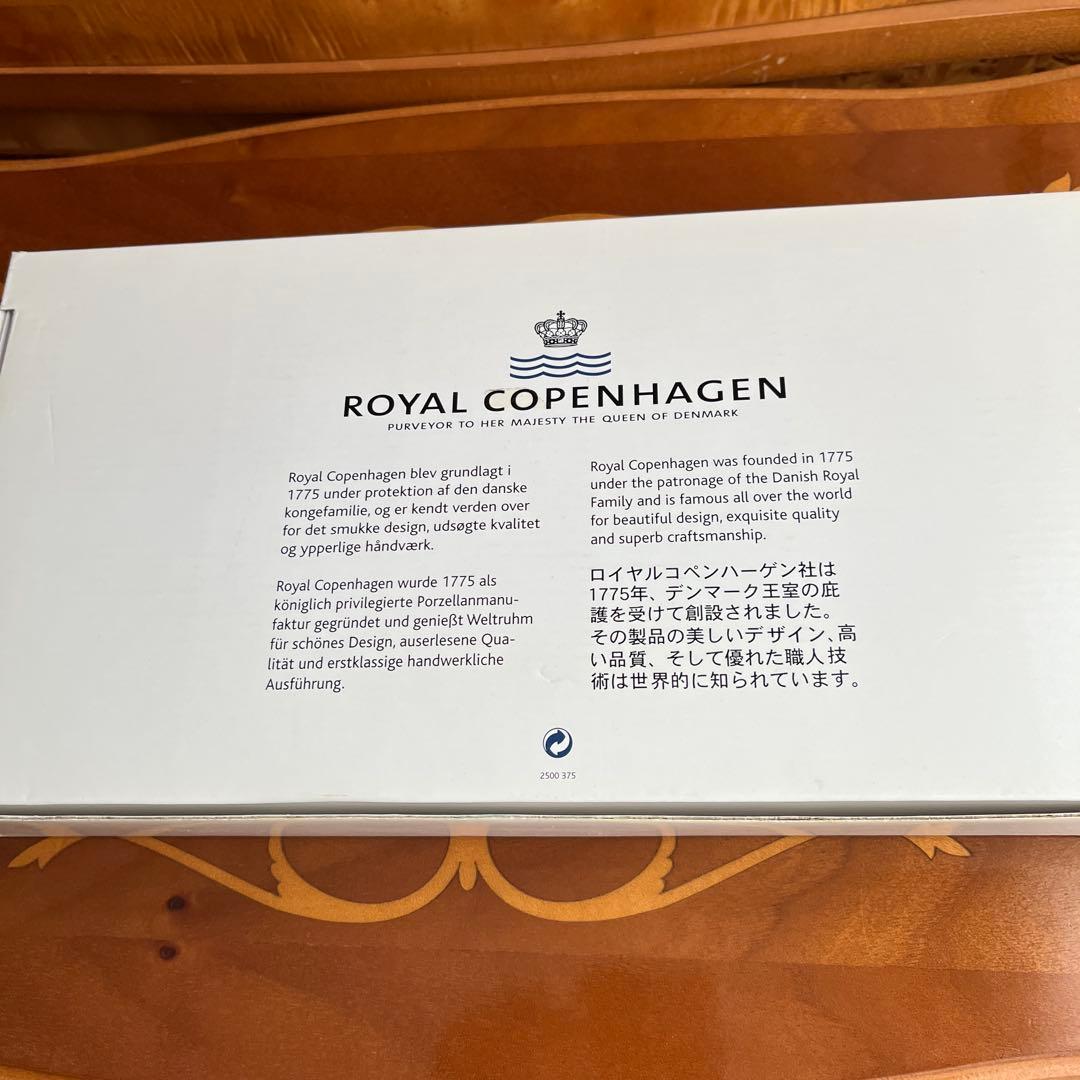 ROYAL COPENHAGEN
PURVEYOR TO HER MAJESTY THE QUEEN OF DENMARK
Royal Copenhagen blev grundlagt i
1775 under protektion af den danske
kongefamilie, og er kendt verden over
for det smukke design, udsøgte kvalitet
og ypperlige håndværk.
Royal Copenhagen wurde 1775 als
königlich privilegierte Porzellanmanu-
faktur gegründet und genießt Weltruhm
für schönes Design, auserlesene Qua-
lität und erstklassige handwerkliche
Ausführung.
Royal Copenhagen was founded in 1775
under the patronage of the Danish Royal
Family and is famous all over the world
for beautiful design, exquisite quality
and superb craftsmanship.
ロイヤルコペンハーゲン社は
1775年、デンマーク王室の庇
護を受けて創設されました。
その製品の美しいデザイン、高
い品質、そして優れた職人技
術は世界的に知られています。
2500 375